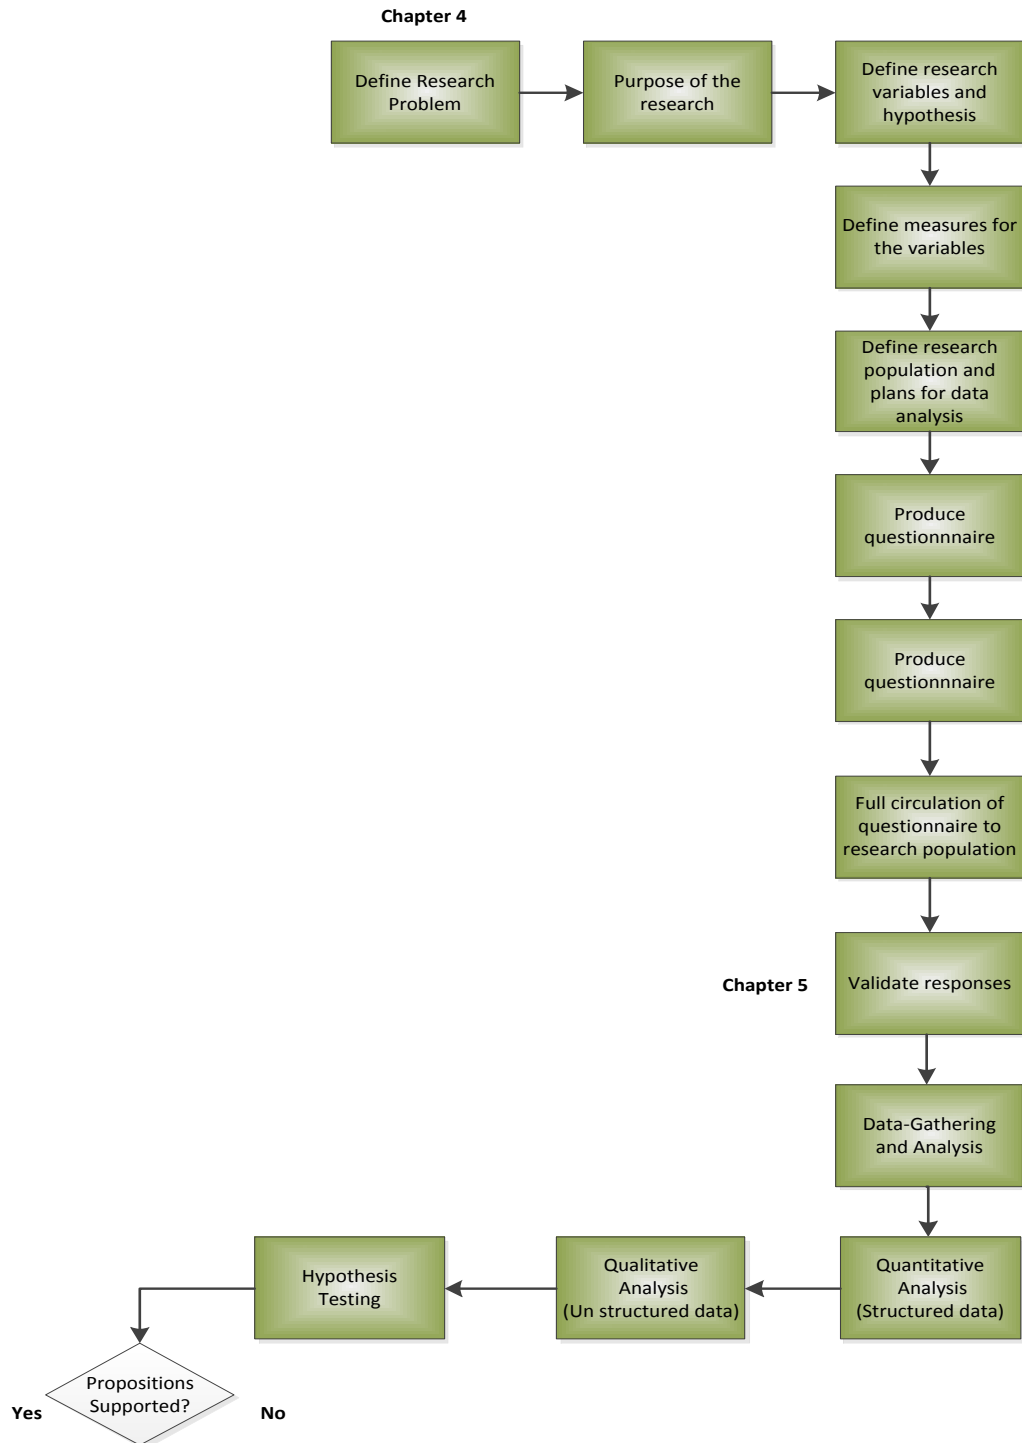 Chapter 4
Define Research
Problem
Purpose of the
research
Define research
variables and
hypothesis
Define measures for
the variables
Define research
population and
plans for data
analysis
Produce
questionnnaire
Produce
questionnnaire
Full circulation of
questionnaire to
research population
Chapter 5
Validate responses
Data-Gathering
and Analysis
Quantitative
Analysis
(Structured data)
Qualitative
Analysis
(Un structured data)
Hypothesis
Testing
Propositions
Supported?
Yes
No